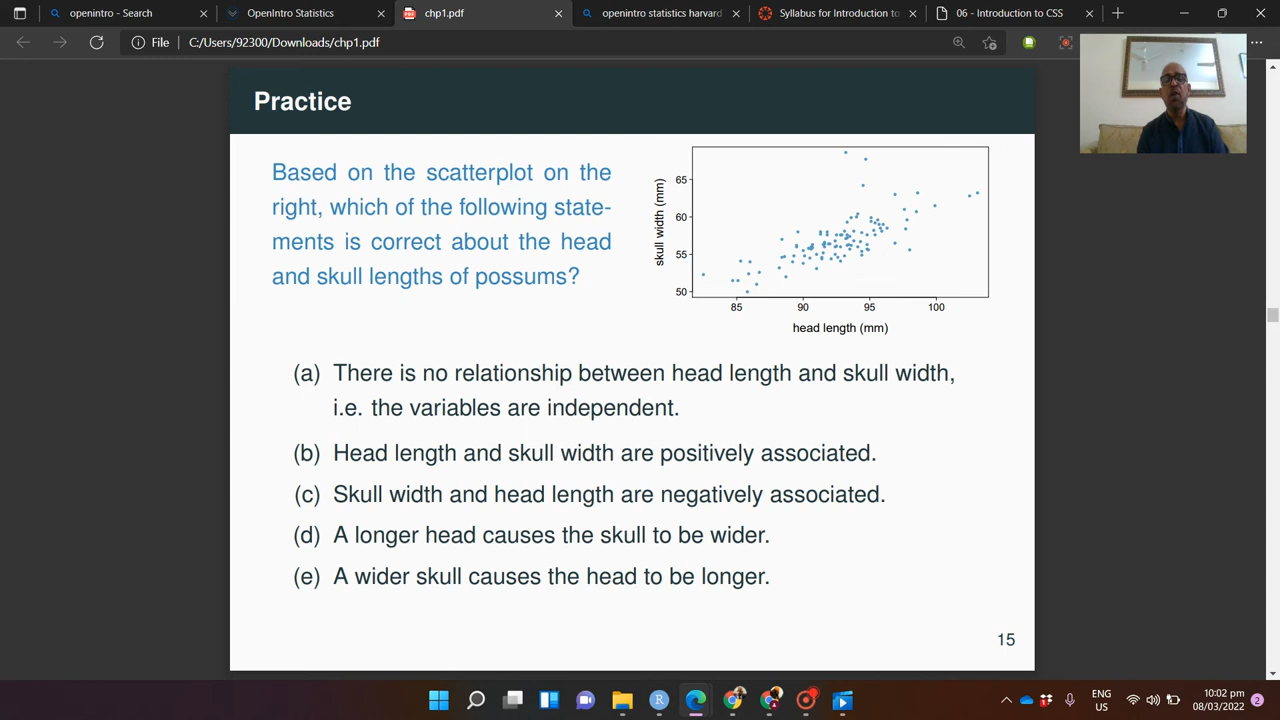 openintro - Search
OpenIntro Statistics
chp1.pdf
openintro statistics harvard
Syllabus for Introduction to
06 - Introduction to CSS
File
C:/Users/92300/Downloads/chp1.pdf
Practice
Based on the scatterplot on the
right, which of the following state-
ments is correct about the head
and skull lengths of possums?
65
60
55
50
skull width (mm)
85 90 95 100
head length (mm)
(a) There is no relationship between head length and skull width,
i.e. the variables are independent.
(b) Head length and skull width are positively associated.
(c) Skull width and head length are negatively associated.
(d) A longer head causes the skull to be wider.
(e) A wider skull causes the head to be longer.
15
ENG
US
10:02 pm
08/03/2022
2